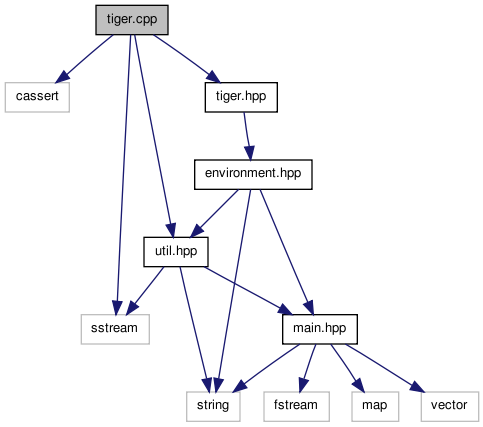 tiger.cpp
cassert
tiger.hpp
environment.hpp
util.hpp
sstream
main.hpp
string
fstream
map
vector